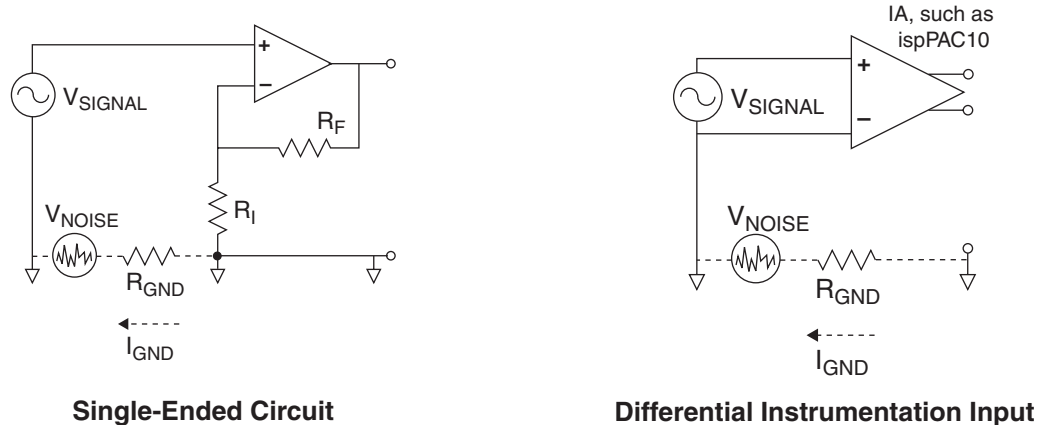 +
−
V_SIGNAL
R_F
R_I
V_NOISE
R_GND
I_GND
Single-Ended Circuit
IA, such as
ispPAC10
+
−
V_SIGNAL
V_NOISE
R_GND
I_GND
Differential Instrumentation Input